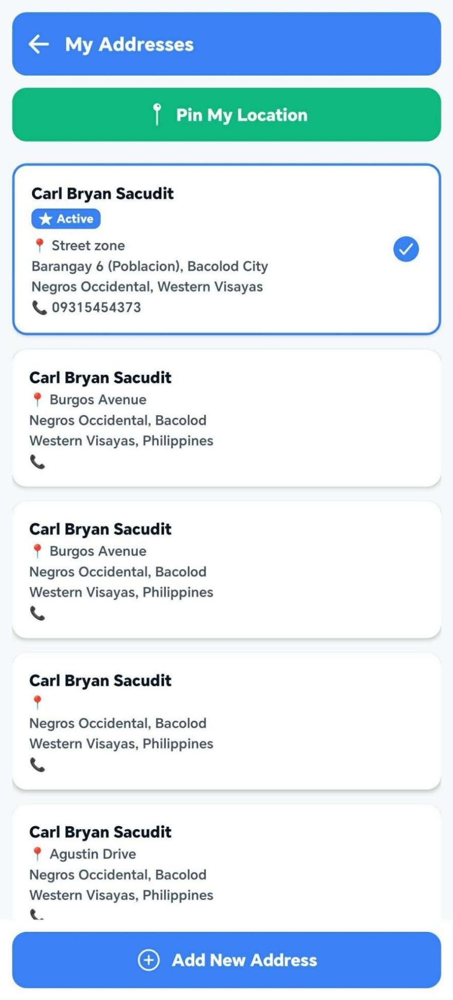 My Addresses
Pin My Location
Carl Bryan Sacudit
Active
Street zone
Barangay 6 (Poblacion), Bacolod City
Negros Occidental, Western Visayas
09315454373
Carl Bryan Sacudit
Burgos Avenue
Negros Occidental, Bacolod
Western Visayas, Philippines
Carl Bryan Sacudit
Burgos Avenue
Negros Occidental, Bacolod
Western Visayas, Philippines
Carl Bryan Sacudit
Negros Occidental, Bacolod
Western Visayas, Philippines
Carl Bryan Sacudit
Agustin Drive
Negros Occidental, Bacolod
Western Visayas, Philippines
Add New Address